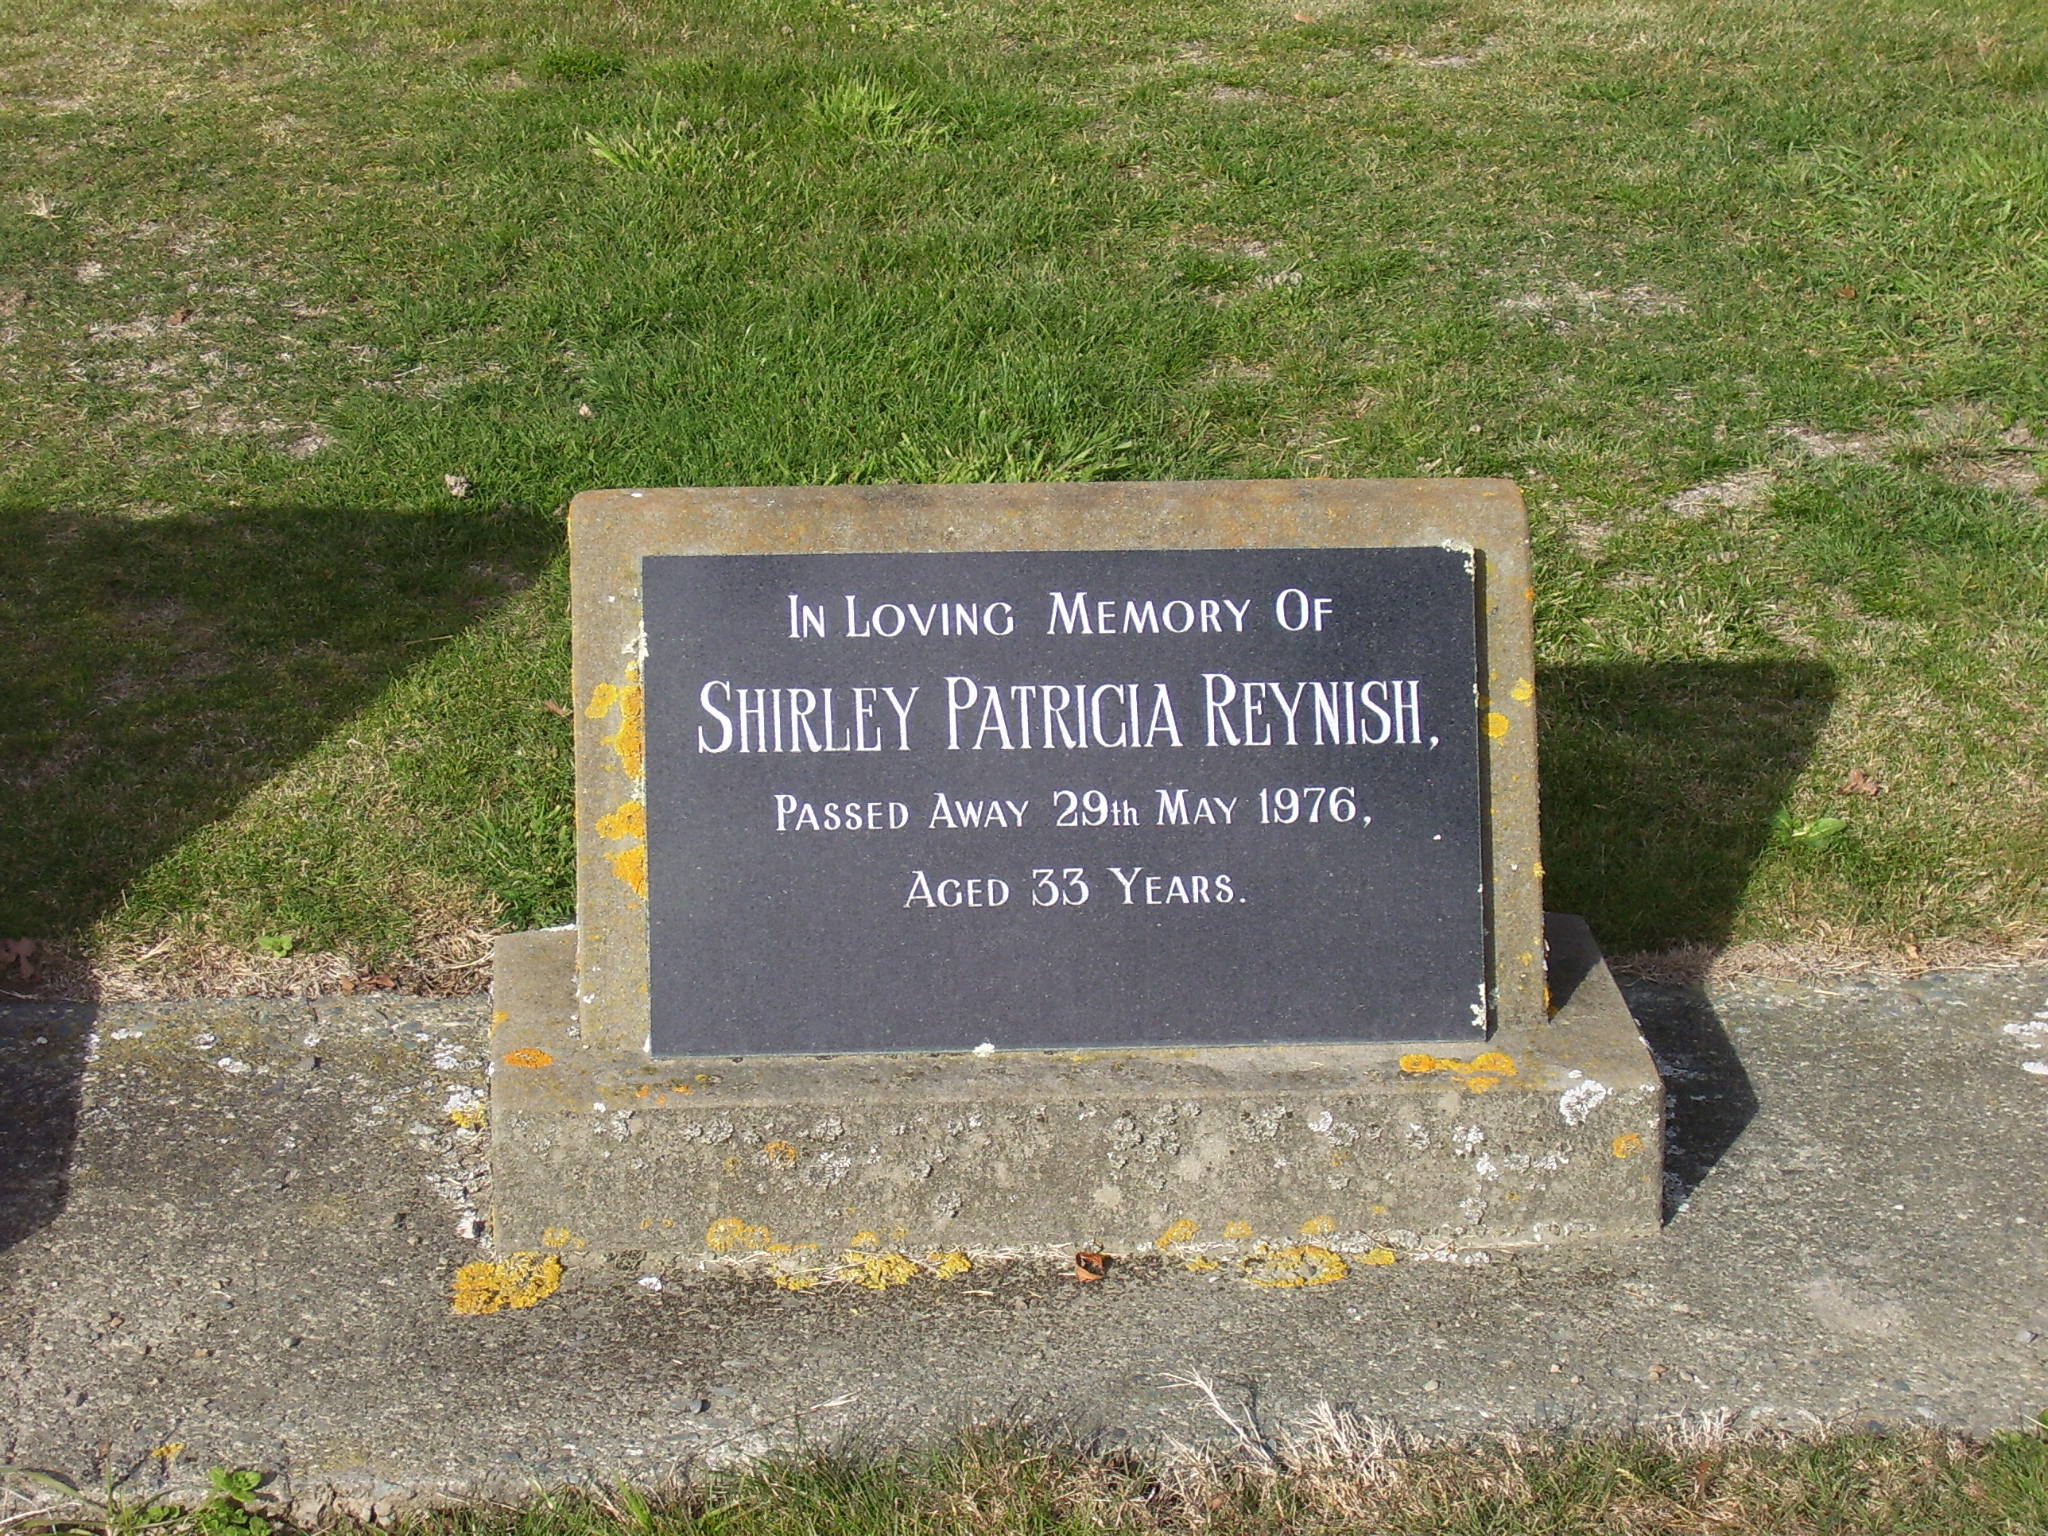 In Loving Memory Of
Shirley Patricia Reynish,
Passed Away 29th May 1976,
Aged 33 Years.